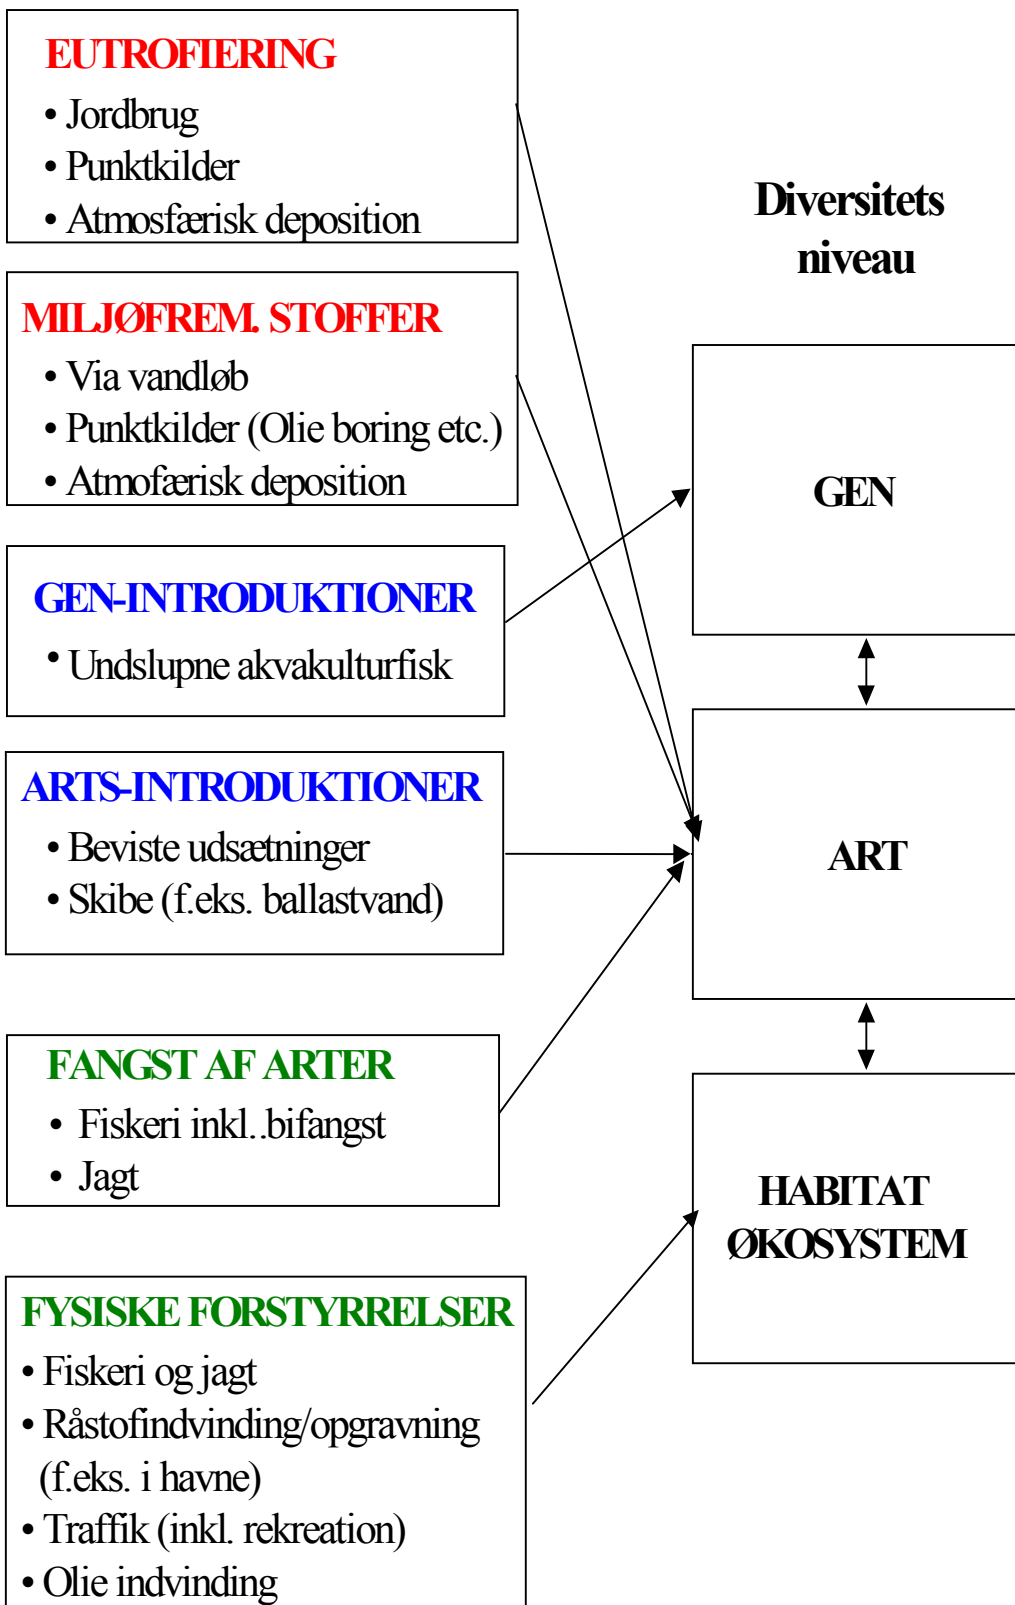 EUTROFIERING
• Jordbrug
• Punktkilder
• Atmosfærisk deposition
MILJØFREM. STOFFER
• Via vandløb
• Punktkilder (Olie boring etc.)
• Atmofærisk deposition
GEN-INTRODUKTIONER
• Undslupne akvakulturfisk
ARTS-INTRODUKTIONER
• Beviste udsætninger
• Skibe (f.eks. ballastvand)
FANGST AF ARTER
• Fiskeri inkl..bifangst
• Jagt
FYSISKE FORSTYRRELSER
• Fiskeri og jagt
• Råstofindvinding/opgravning
(f.eks. i havne)
• Traffik (inkl. rekreation)
• Olie indvinding
Diversitets
niveau
GEN
ART
HABITAT
ØKOSYSTEM